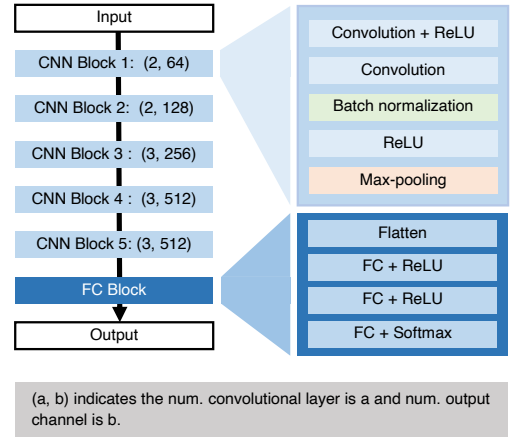 Input
CNN Block 1: (2, 64)
CNN Block 2: (2, 128)
CNN Block 3 : (3, 256)
CNN Block 4 : (3, 512)
CNN Block 5: (3, 512)
FC Block
Output
Convolution + ReLU
Convolution
Batch normalization
ReLU
Max-pooling
Flatten
FC + ReLU
FC + ReLU
FC + Softmax
(a, b) indicates the num. convolutional layer is a and num. output
channel is b.